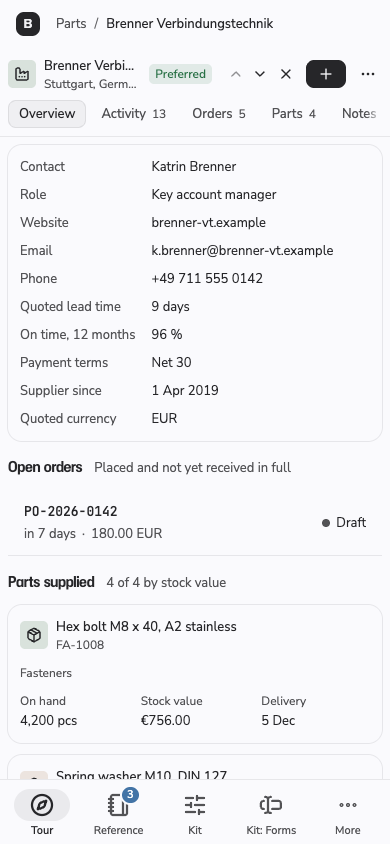 B Parts / Brenner Verbindungstechnik
Brenner Verbi...
Stuttgart, Germ...
Preferred
Overview Activity 13 Orders 5 Parts 4 Notes
Contact Katrin Brenner
Role Key account manager
Website brenner-vt.example
Email k.brenner@brenner-vt.example
Phone +49 711 555 0142
Quoted lead time 9 days
On time, 12 months 96 %
Payment terms Net 30
Supplier since 1 Apr 2019
Quoted currency EUR
Open orders Placed and not yet received in full
PO-2026-0142
in 7 days · 180.00 EUR
Draft
Parts supplied 4 of 4 by stock value
Hex bolt M8 x 40, A2 stainless
FA-1008
Fasteners
On hand Stock value Delivery
4,200 pcs €756.00 5 Dec
Spring washer M10, DIN 127
3
Tour Reference Kit Kit: Forms More